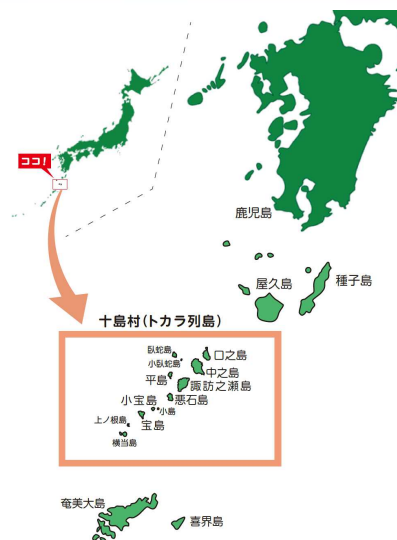 ココ!
鹿児島
屋久島
種子島
十島村(トカラ列島)
臥蛇島
口之島
小臥蛇島
中之島
平島
諏訪之瀬島
悪石島
小宝島
小島
上ノ根島
宝島
横当島
奄美大島
喜界島